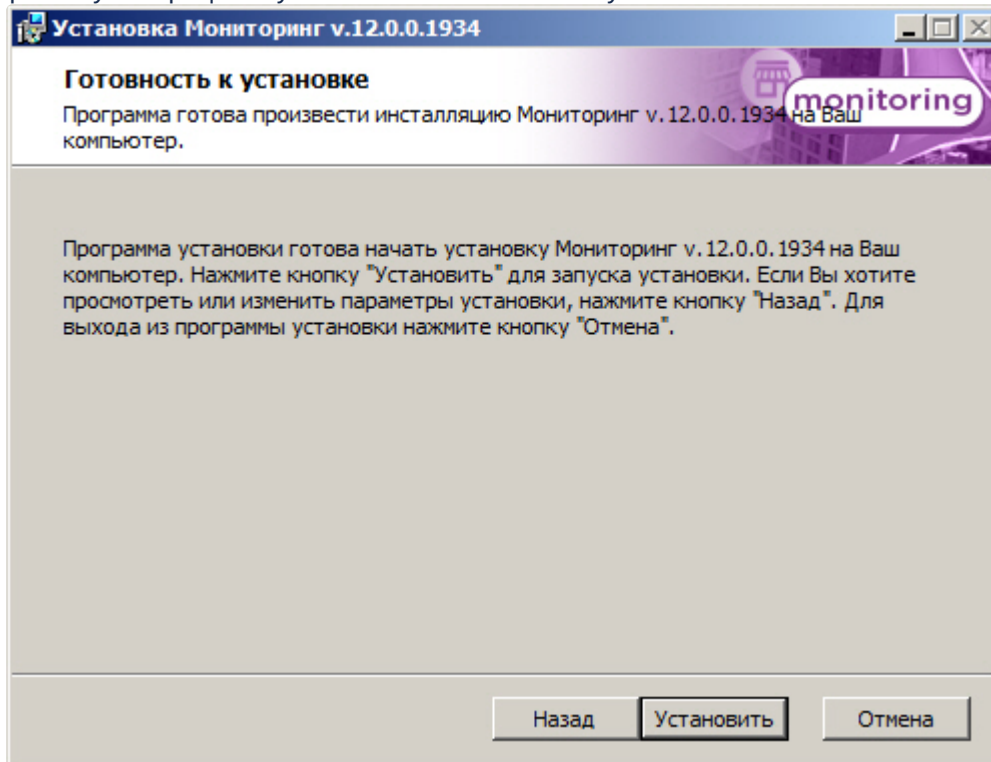 Установка Мониторинг v.12.0.0.1934
Готовность к установке
Программа готова произвести инсталляцию Мониторинг v.12.0.0.1934 на Ваш
компьютер.
monitoring
Программа установки готова начать установку Мониторинг v.12.0.0.1934 на Ваш
компьютер. Нажмите кнопку "Установить" для запуска установки. Если Вы хотите
просмотреть или изменить параметры установки, нажмите кнопку "Назад". Для
выхода из программы установки нажмите кнопку "Отмена".
Назад
Установить
Отмена